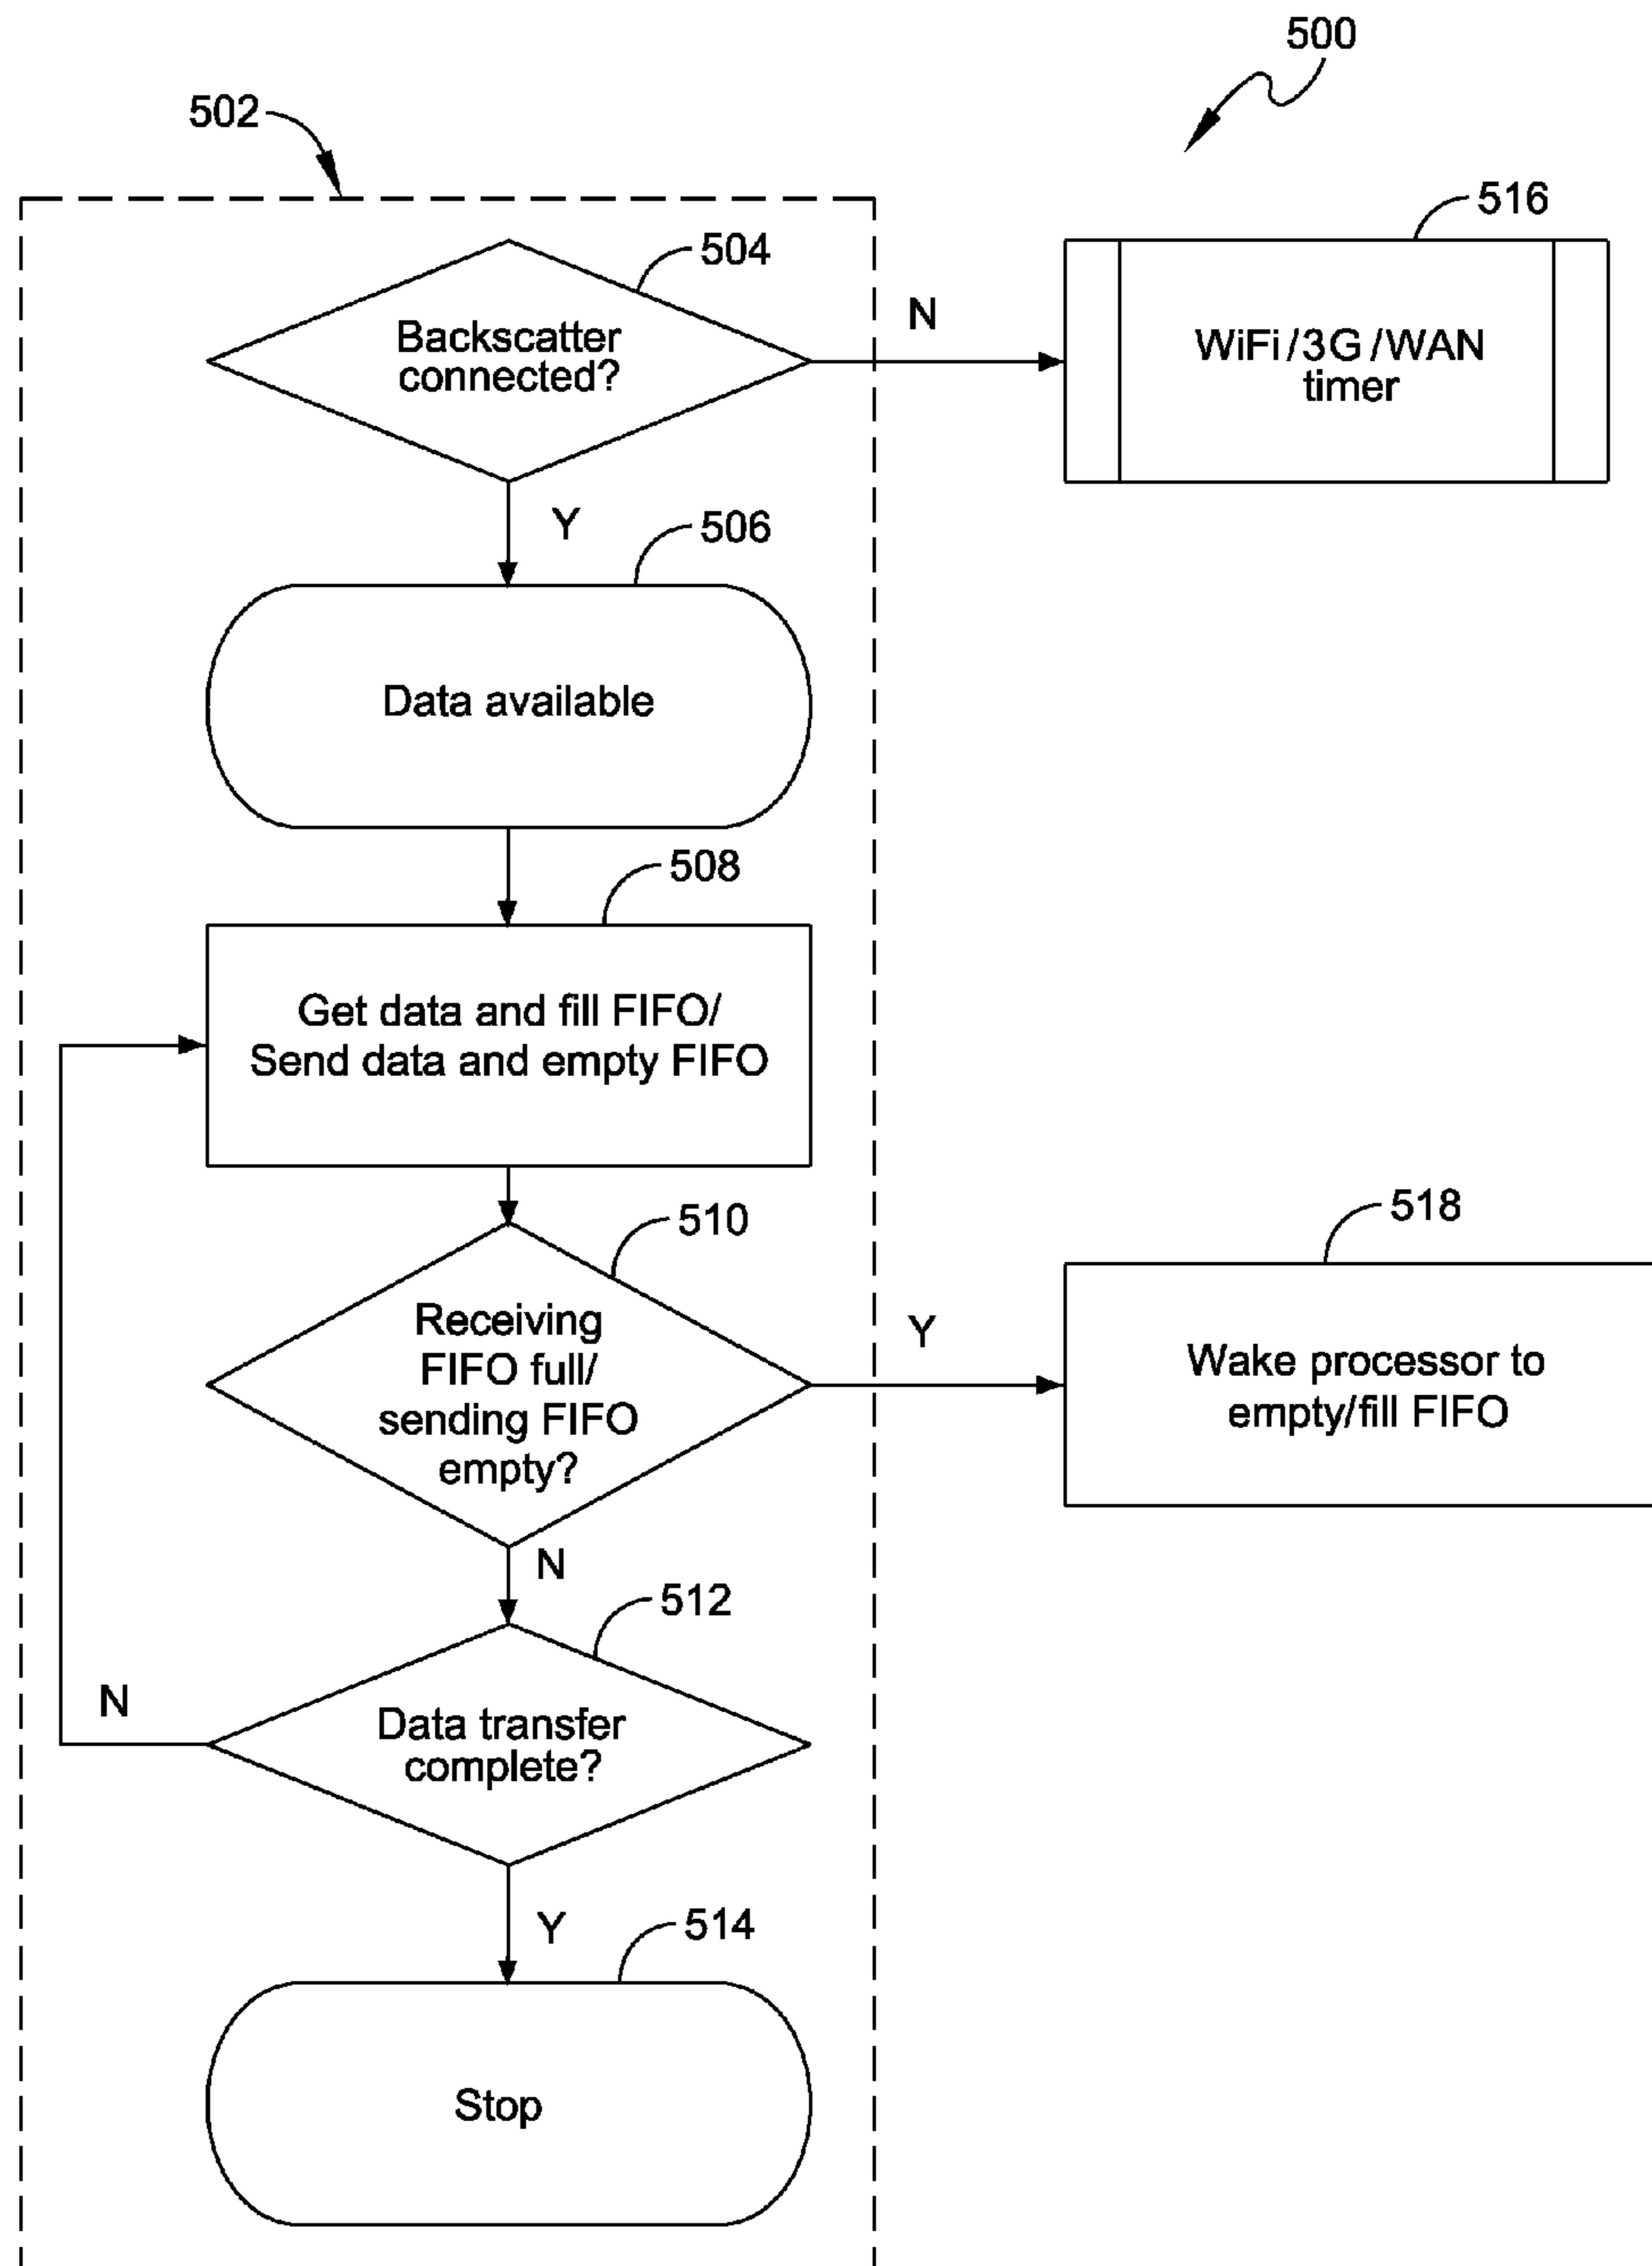 500
502
516
504
Backscatter
connected?
N
WiFi/3G/WAN
timer
Y
506
Data available
508
Get data and fill FIFO/
Send data and empty FIFO
510
518
Receiving
FIFO full/
sending FIFO
empty?
Y
Wake processor to
empty/fill FIFO
N
512
Data transfer
complete?
N
Y
514
Stop